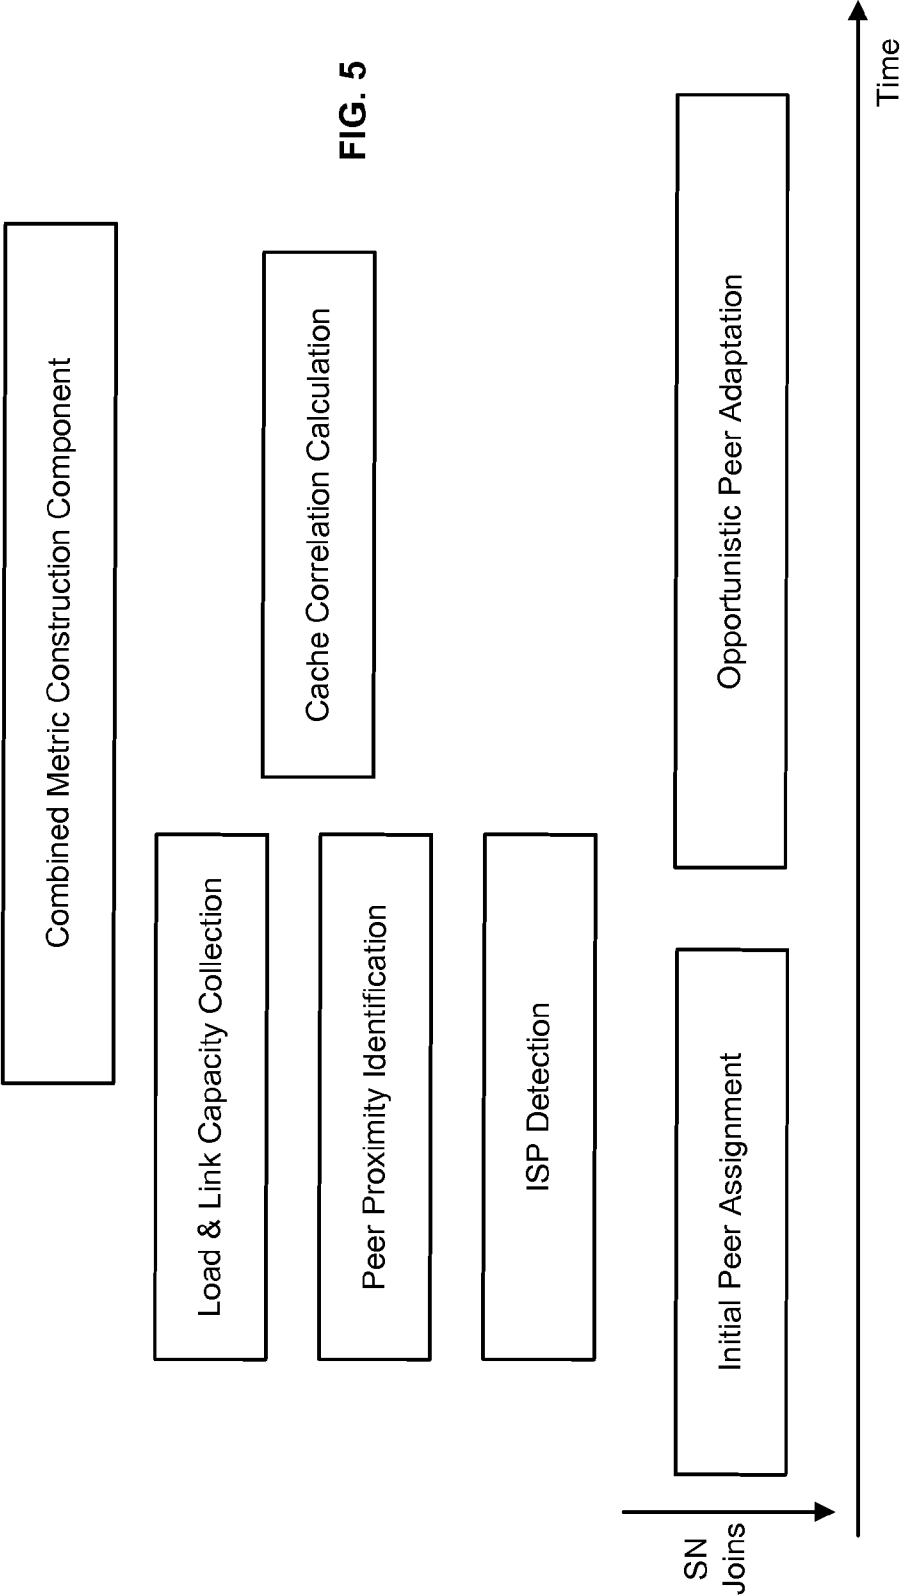 Combined Metric Construction Component
Load & Link Capacity Collection
Cache Correlation Calculation
Peer Proximity Identification
ISP Detection
Initial Peer Assignment
Opportunistic Peer Adaptation
SN
Joins
Time
FIG. 5